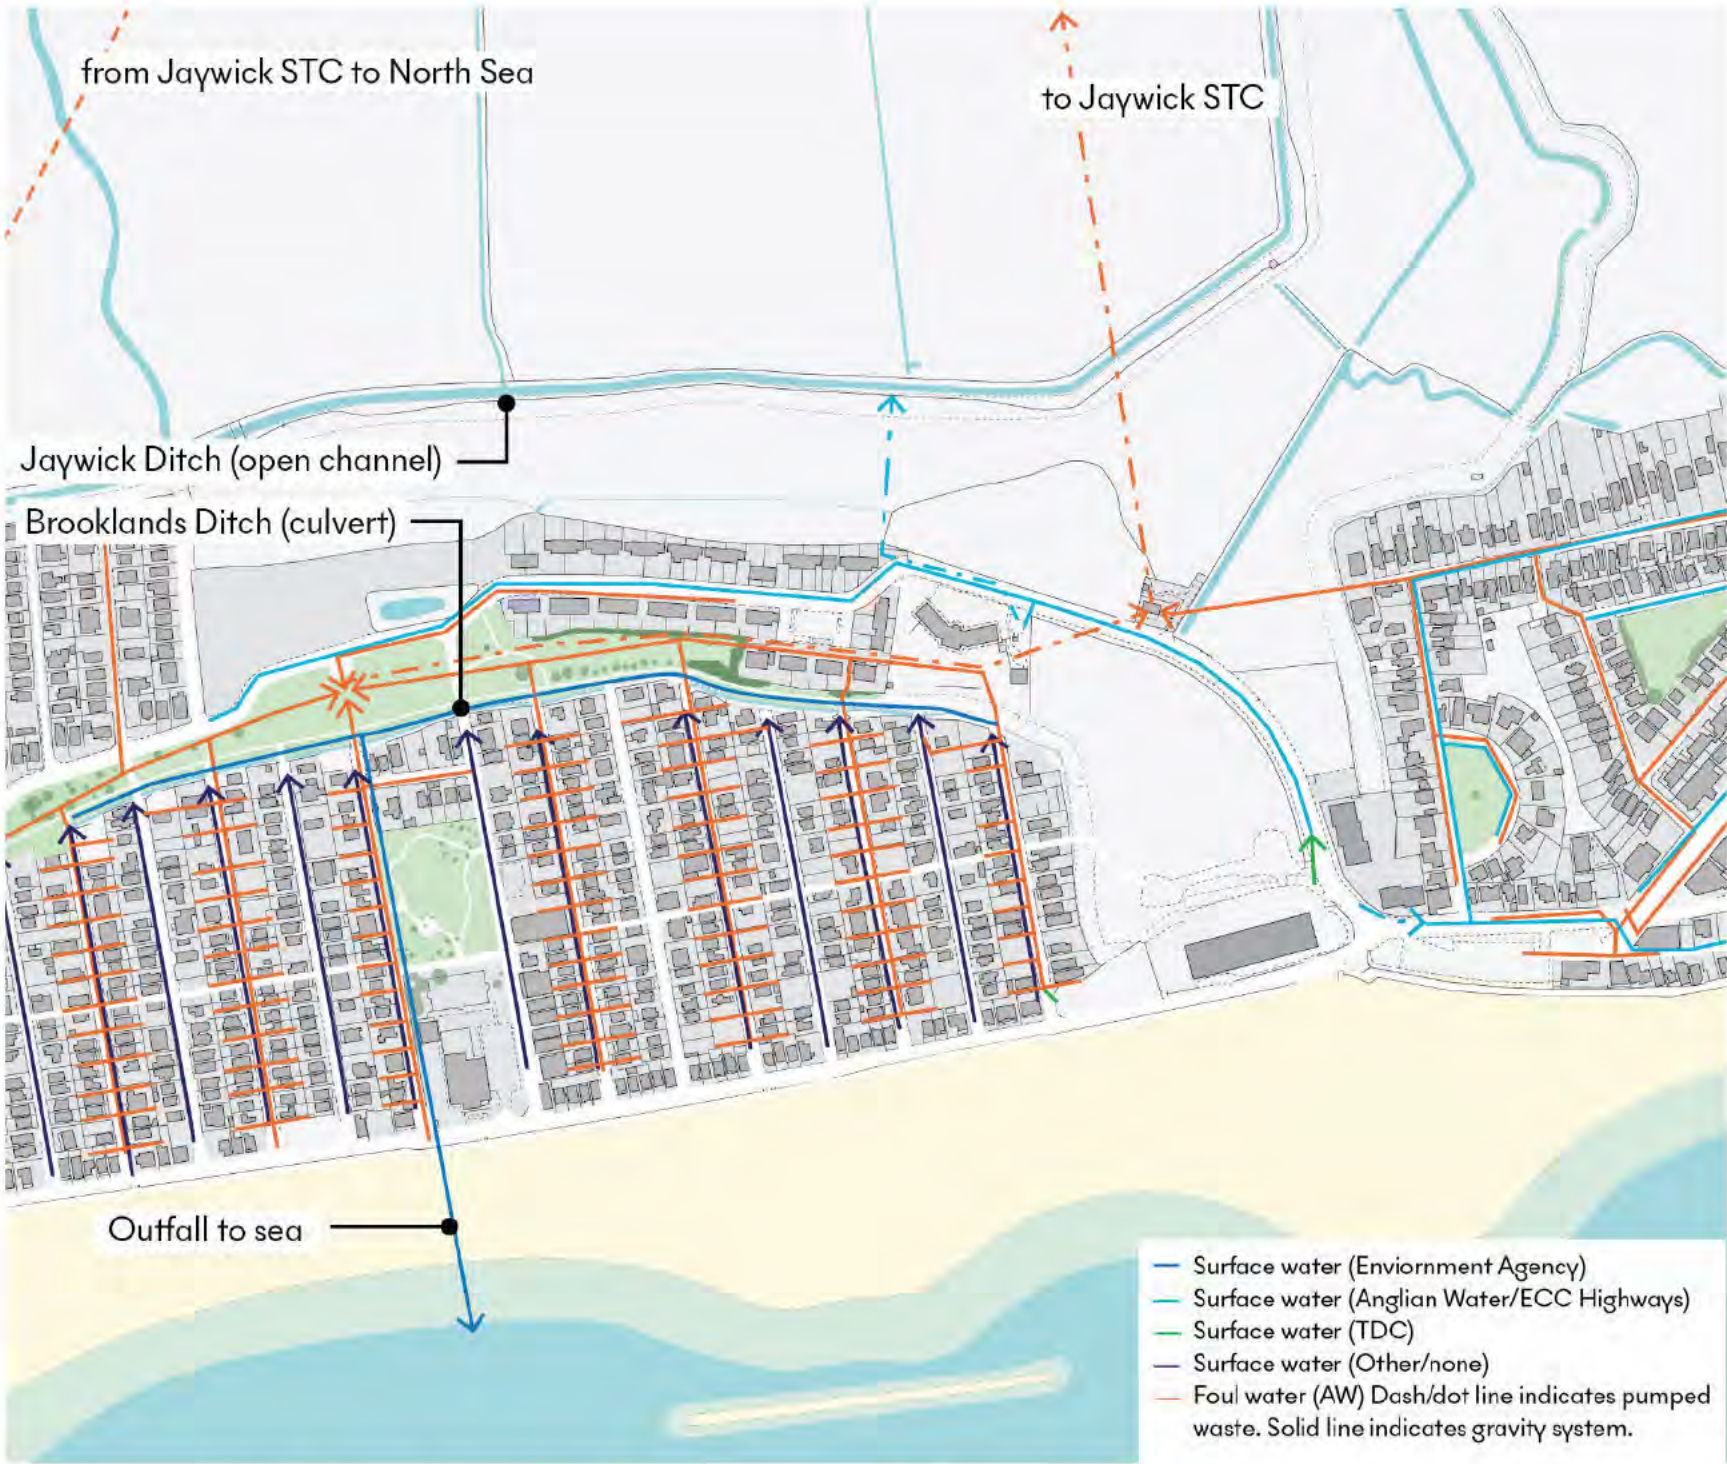 from Jaywick STC to North Sea
to Jaywick STC
Jaywick Ditch (open channel)
Brooklands Ditch (culvert)
Outfall to sea
Surface water (Enviornment Agency)
Surface water (Anglian Water/ECC Highways)
Surface water (TDC)
Surface water (Other/none)
Foul water (AW) Dash/dot line indicates pumped
waste. Solid line indicates gravity system.